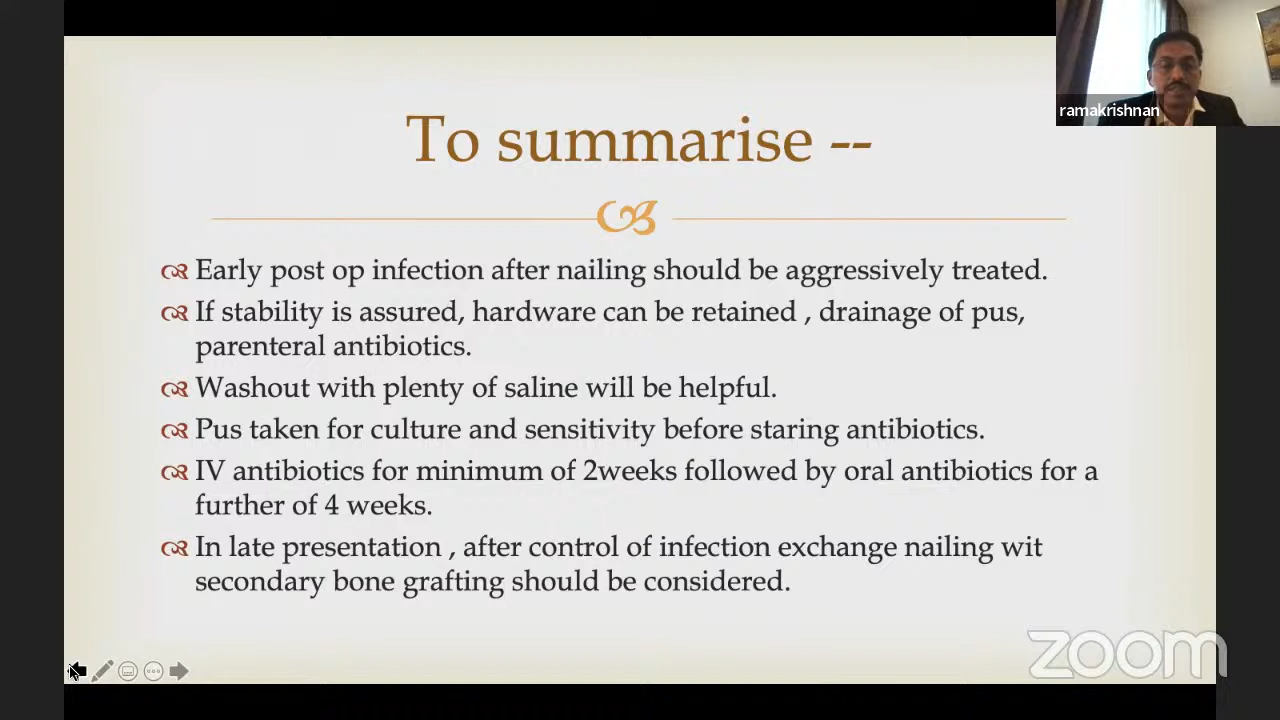 ramakrishnan
To summarise --
Early post op infection after nailing should be aggressively treated.
If stability is assured, hardware can be retained , drainage of pus,
parenteral antibiotics.
Washout with plenty of saline will be helpful.
Pus taken for culture and sensitivity before staring antibiotics.
IV antibiotics for minimum of 2weeks followed by oral antibiotics for a
further of 4 weeks.
In late presentation , after control of infection exchange nailing wit
secondary bone grafting should be considered.
zoom